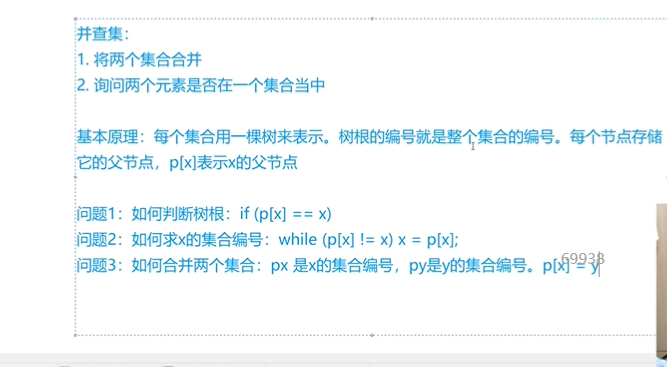 并查集：
1. 将两个集合合并
2. 询问两个元素是否在一个集合当中
基本原理：每个集合用一棵树来表示。树根的编号就是整个集合的编号。每个节点存储
它的父节点，p[x]表示x的父节点
问题1：如何判断树根：if (p[x] == x)
问题2：如何求x的集合编号：while (p[x] != x) x = p[x];
问题3：如何合并两个集合：px 是x的集合编号，py是y的集合编号。p[x] = y
69938